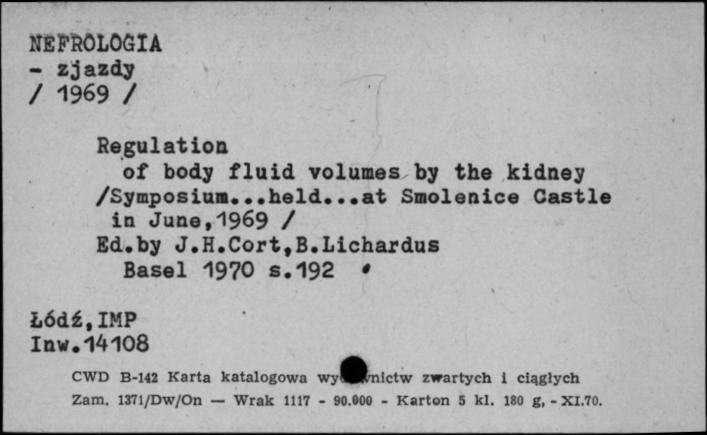 NEFROLOGIA
- zjazdy
/ 1969 /
Regulation
of body fluid volumes by the kidney
/Symposium...held...at Smolenice Castle
in June,1969 /
Ed.by J.H.Cort,B.Lichardus
Basel 1970 s.192
Łódź,IMP
Inw.14108
CWD B-142 Karta katalogowa zwartych i ciągłych
Zam. 1371/Dw/On — Wrak 1117 - 90.000 - Karton 5 kl. 180 g, - XI.70.